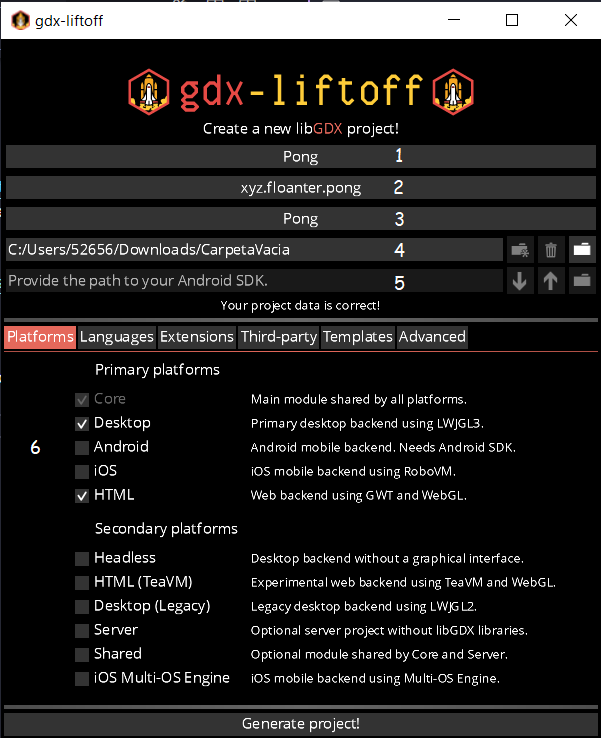 gdx-liftoff
gdx-liftoff
Create a new libGDX project!
Pong 1
xyz.floanter.pong 2
Pong 3
C:/Users/52656/Downloads/CarpetaVacia 4
Provide the path to your Android SDK. 5
Your project data is correct!
Platforms Languages Extensions Third-party Templates Advanced
Primary platforms
Core Main module shared by all platforms.
Desktop Primary desktop backend using LWJGL3.
6 Android Android mobile backend. Needs Android SDK.
iOS iOS mobile backend using RoboVM.
HTML Web backend using GWT and WebGL.
Secondary platforms
Headless Desktop backend without a graphical interface.
HTML (TeaVM) Experimental web backend using TeaVM and WebGL.
Desktop (Legacy) Legacy desktop backend using LWJGL2.
Server Optional server project without libGDX libraries.
Shared Optional module shared by Core and Server.
iOS Multi-OS Engine iOS mobile backend using Multi-OS Engine.
Generate project!